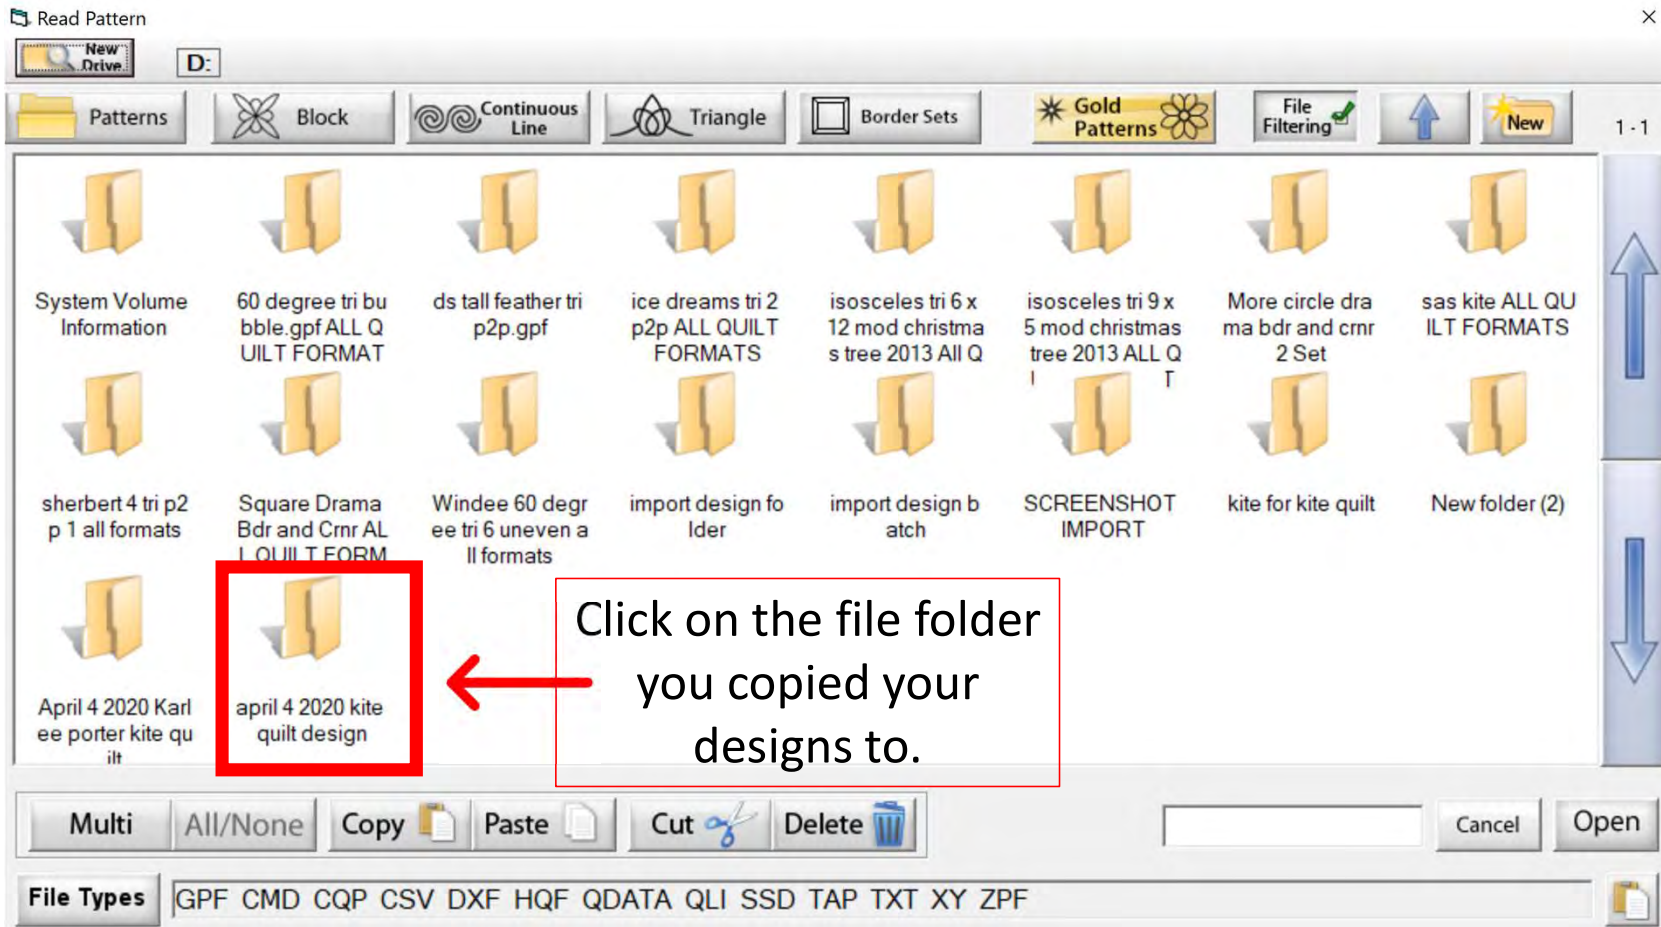 Read Pattern
New
Drive
D:
Patterns
Block
Continuous
Line
Triangle
Border Sets
Gold
Patterns
File
Filtering
New
1 - 1
System Volume
Information
60 degree tri bu
bble.gpf ALL Q
UILT FORMAT
ds tall feather tri
p2p.gpf
ice dreams tri 2
p2p ALL QUILT
FORMATS
isosceles tri 6 x
12 mod christma
s tree 2013 All Q
isosceles tri 9 x
5 mod christmas
tree 2013 ALL Q
More circle dra
ma bdr and crnr
2 Set
sas kite ALL QU
ILT FORMATS
sherbert 4 tri p2
p 1 all formats
Square Drama
Bdr and Crnr AL
L QUILT FORM
Windee 60 degr
ee tri 6 uneven a
ll formats
import design fo
lder
import design b
atch
SCREENSHOT
IMPORT
kite for kite quilt
New folder (2)
April 4 2020 Karl
ee porter kite qu
ilt
april 4 2020 kite
quilt design
Click on the file folder
you copied your
designs to.
Multi
All/None
Copy
Paste
Cut
Delete
Cancel
Open
File Types
GPF CMD CQP CSV DXF HQF QDATA QLI SSD TAP TXT XY ZPF